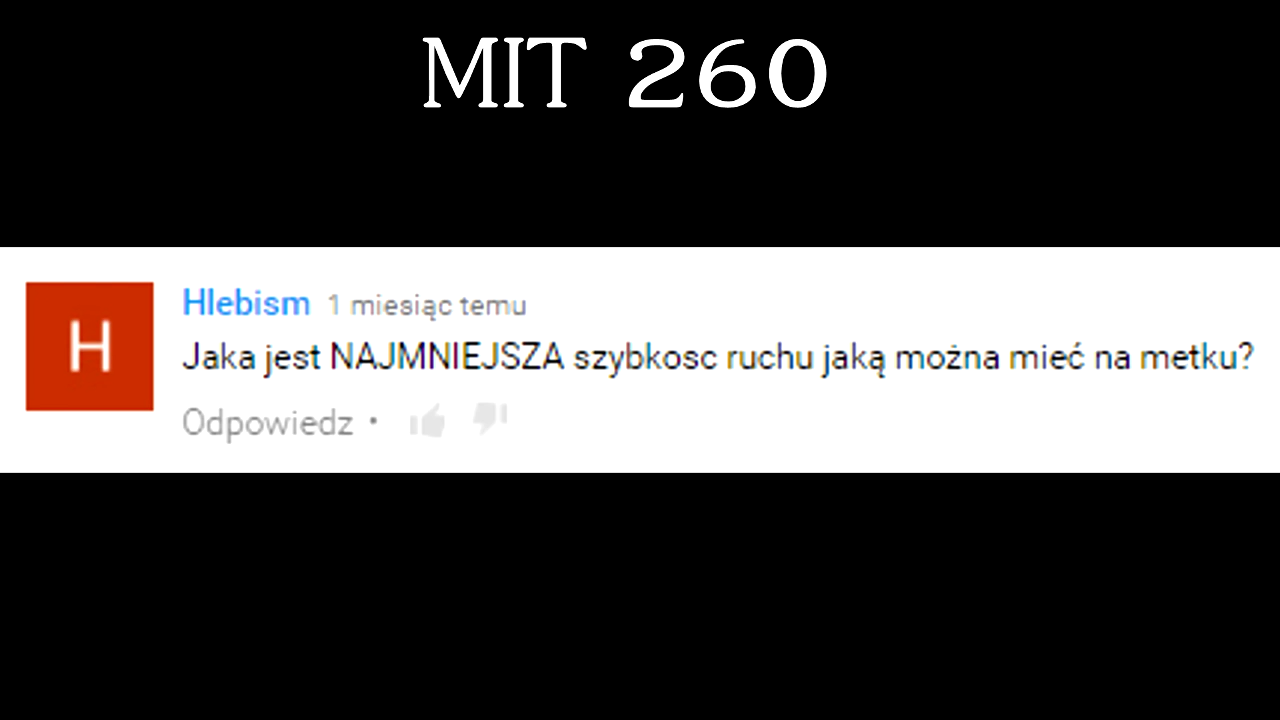 MIT 260
H
Hlebism 1 miesiąc temu
Jaka jest NAJMNIEJSZA szybkosc ruchu jaką można mieć na metku?
Odpowiedz •